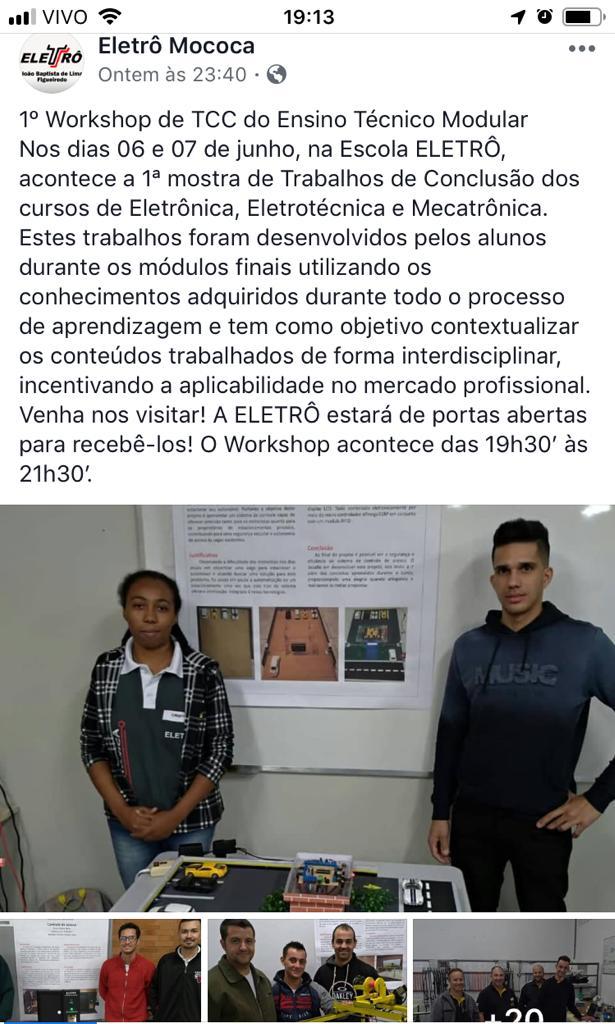 VIVO
19:13
ELETRÔ
João Baptista de Lima
Figueiredo
Eletrô Mococa
Ontem às 23:40 ·
1º Workshop de TCC do Ensino Técnico Modular
Nos dias 06 e 07 de junho, na Escola ELETRÔ,
acontece a 1ª mostra de Trabalhos de Conclusão dos
cursos de Eletrônica, Eletrotécnica e Mecatrônica.
Estes trabalhos foram desenvolvidos pelos alunos
durante os módulos finais utilizando os
conhecimentos adquiridos durante todo o processo
de aprendizagem e tem como objetivo contextualizar
os conteúdos trabalhados de forma interdisciplinar,
incentivando a aplicabilidade no mercado profissional.
Venha nos visitar! A ELETRÔ estará de portas abertas
para recebê-los! O Workshop acontece das 19h30’ às
21h30’.
Justificativa
Conclusão
MUSIC
ELET
OAKLEY
+20